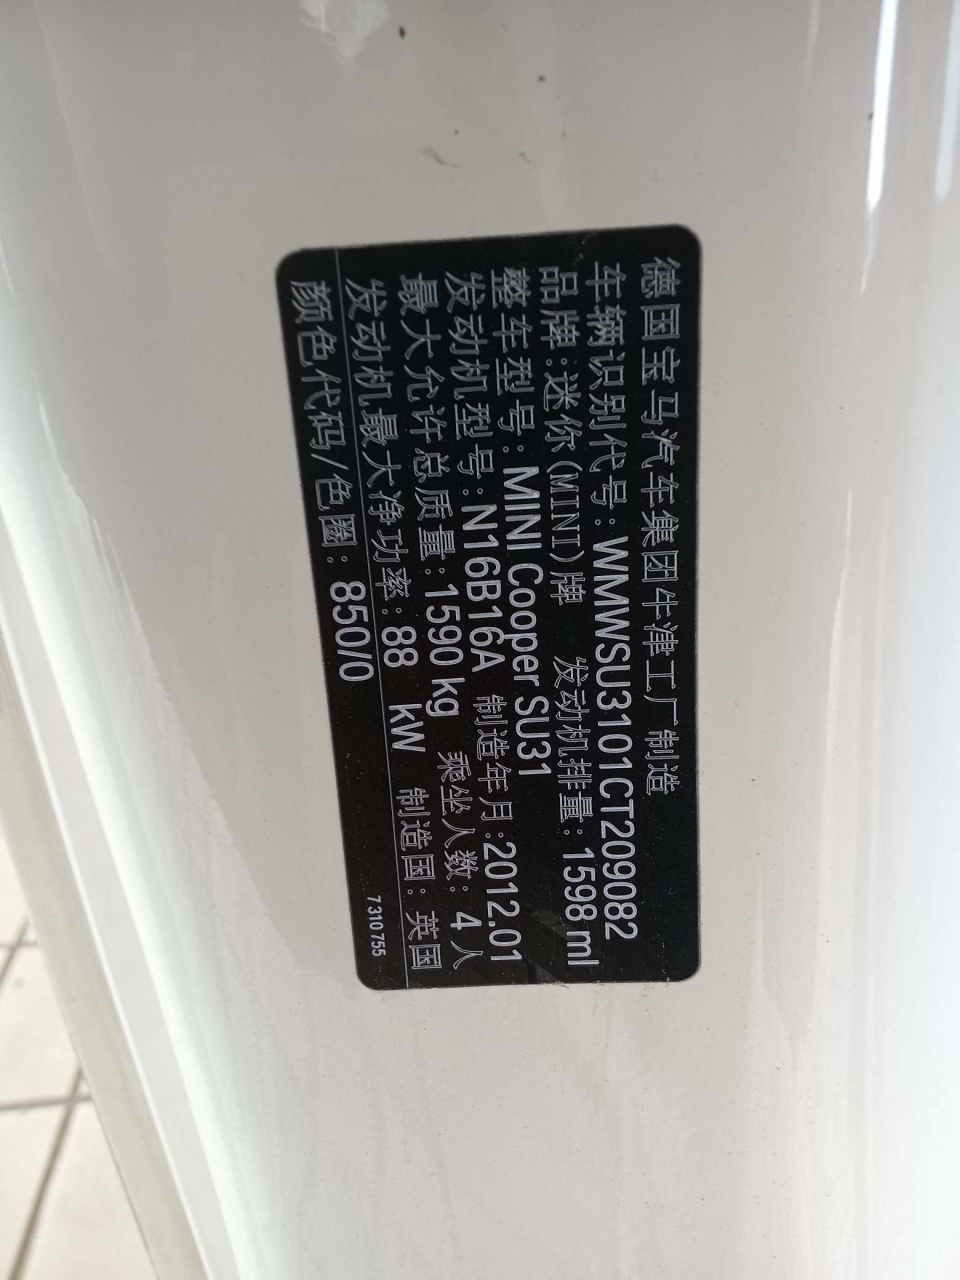 德国宝马汽车集团牛津工厂制造
车辆识别代号:WMWSU3101CT209082
品牌:迷你(MINI)牌 发动机排量:1598 ml
整车型号:MINI Cooper SU31
发动机型号:N16B16A 制造年月:2012.01
最大允许总质量:1590 kg 乘坐人数:4人
发动机最大净功率:88 kW 制造国:英国
颜色代码/色圈:850/0
7 310 755